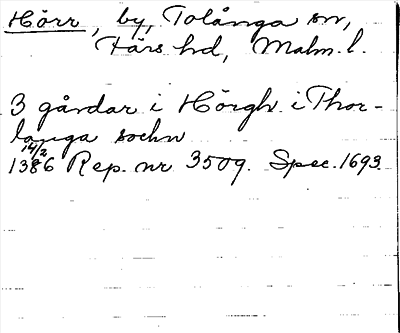 Hörr, by, Tolånga sn,
Färs hd, Malm. l.
3 gårdar i Hörgh i Thor-
langa sochn
14/2
1386 Rep. nr 3509. Spec. 1693.